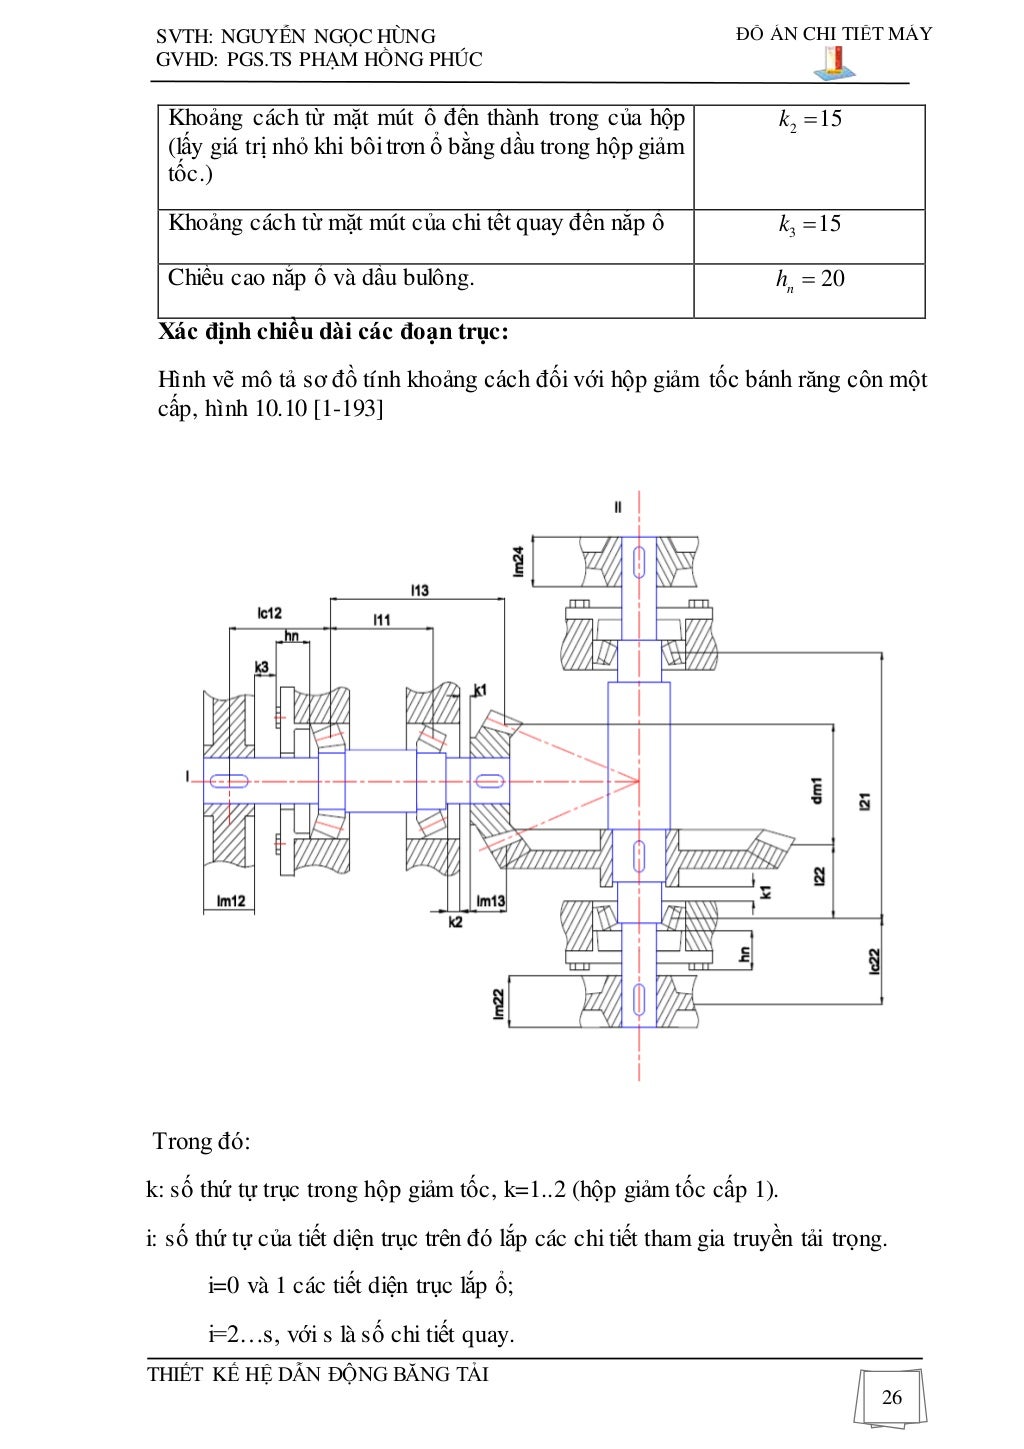 SVTH: NGUYỄN NGỌC HÙNG
GVHD: PGS.TS PHẠM HỒNG PHÚC
ĐỒ ÁN CHI TIẾT MÁY
Khoảng cách từ mặt mút ổ đến thành trong của hộp
(lấy giá trị nhỏ khi bôi trơn ổ bằng dầu trong hộp giảm
tốc.)
k2 =15
Khoảng cách từ mặt mút của chi tết quay đến nắp ổ
k3 =15
Chiều cao nắp ổ và dầu bulông.
hn = 20
Xác định chiều dài các đoạn trục:
Hình vẽ mô tả sơ đồ tính khoảng cách đối với hộp giảm tốc bánh răng côn một
cấp, hình 10.10 [1-193]
II
lm24
l13
lc12
l11
hn
k3
k1
I
dm1
l21
l22
k1
lm12
lm13
k2
hn
lc22
lm22
Trong đó:
k: số thứ tự trục trong hộp giảm tốc, k=1..2 (hộp giảm tốc cấp 1).
i: số thứ tự của tiết diện trục trên đó lắp các chi tiết tham gia truyền tải trọng.
i=0 và 1 các tiết diện trục lắp ổ;
i=2…s, với s là số chi tiết quay.
THIẾT KẾ HỆ DẪN ĐỘNG BĂNG TẢI
26